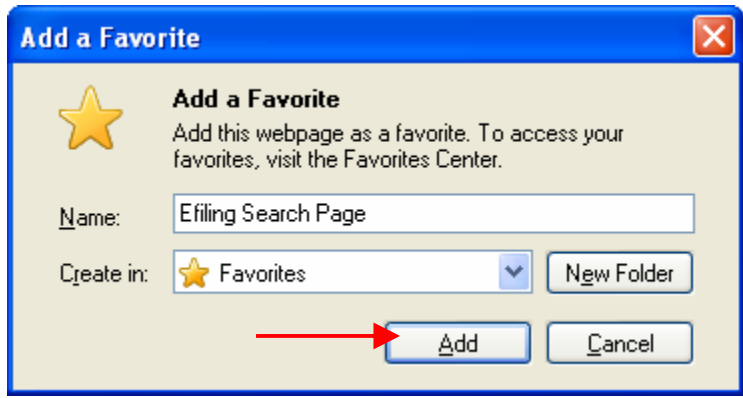 Add a Favorite
Add a Favorite
Add this webpage as a favorite. To access your
favorites, visit the Favorites Center.
Name: Efiling Search Page
Create in: Favorites New Folder
Add Cancel